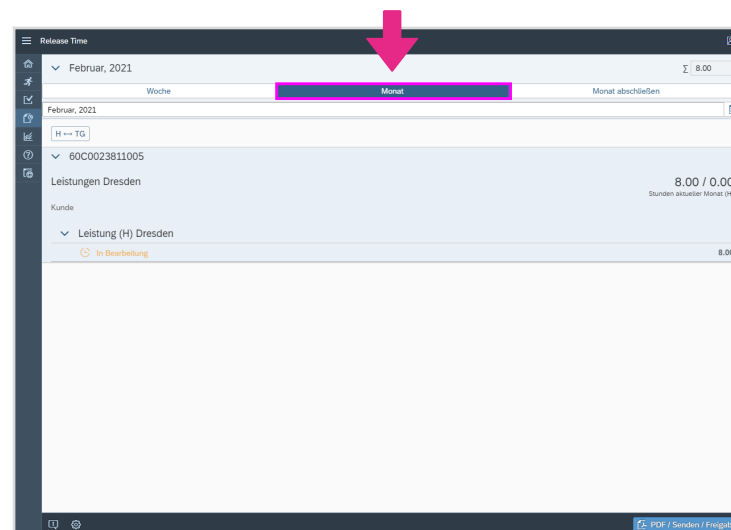 Release Time
Februar, 2021
Σ 8.00
Woche Monat Monat abschließen
Februar, 2021
H ↔ TG
60C0023811005
Leistungen Dresden
8.00 / 0.00
Stunden aktueller Monat (H
Kunde
Leistung (H) Dresden
In Bearbeitung
8.00
PDF / Senden / Freigab